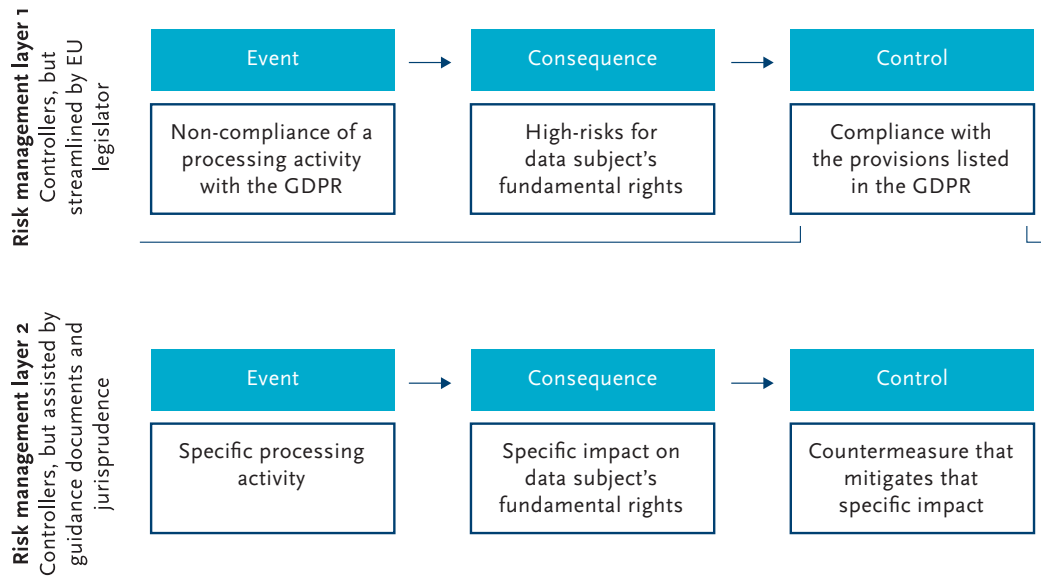 Risk management layer 1
Controllers, but
streamlined by EU
legislator
Event
Consequence
Control
Non-compliance of a
processing activity
with the GDPR
High-risks for
data subject's
fundamental rights
Compliance with
the provisions listed
in the GDPR
Risk management layer 2
Controllers, but assisted by
guidance documents and
jurisprudence
Event
Consequence
Control
Specific processing
activity
Specific impact on
data subject's
fundamental rights
Countermeasure that
mitigates that
specific impact